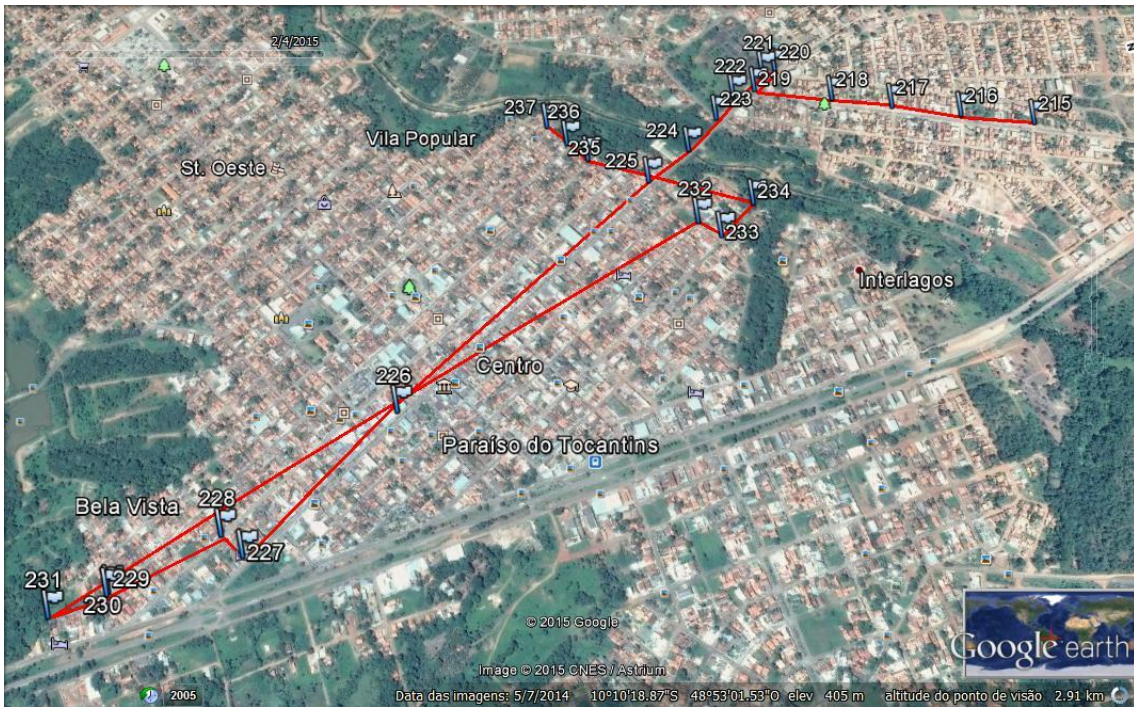 2/4/2015
221
220
222
219
218
217
216
215
223
237
236
Vila Popular
224
235
225
St. Oeste
232
234
233
Interlagos
Centro
226
Paraíso do Tocantins
Bela Vista
228
227
231
229
230
© 2015 Google
Google earth
Image © 2015 CNES / Astrium
2005
Data das imagens: 5/7/2014 10°10'18.87"S 48°53'01.53"O elev 405 m altitude do ponto de visão 2.91 km